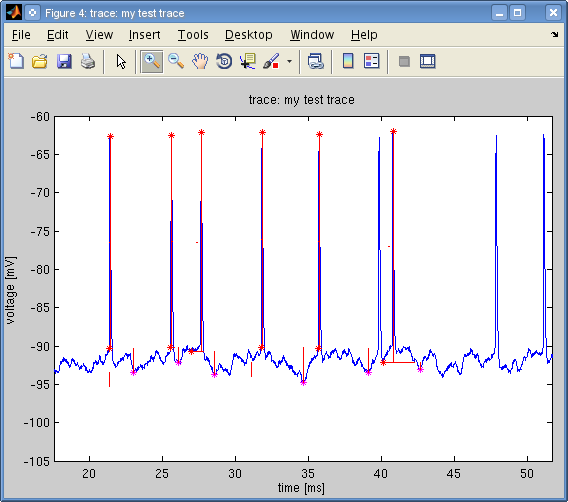 Figure 4: trace: my test trace
File Edit View Insert Tools Desktop Window Help
trace: my test trace
-60
-65
-70
-75
-80
-85
-90
-95
-100
-105
voltage [mV]
20 25 30 35 40 45 50
time [ms]